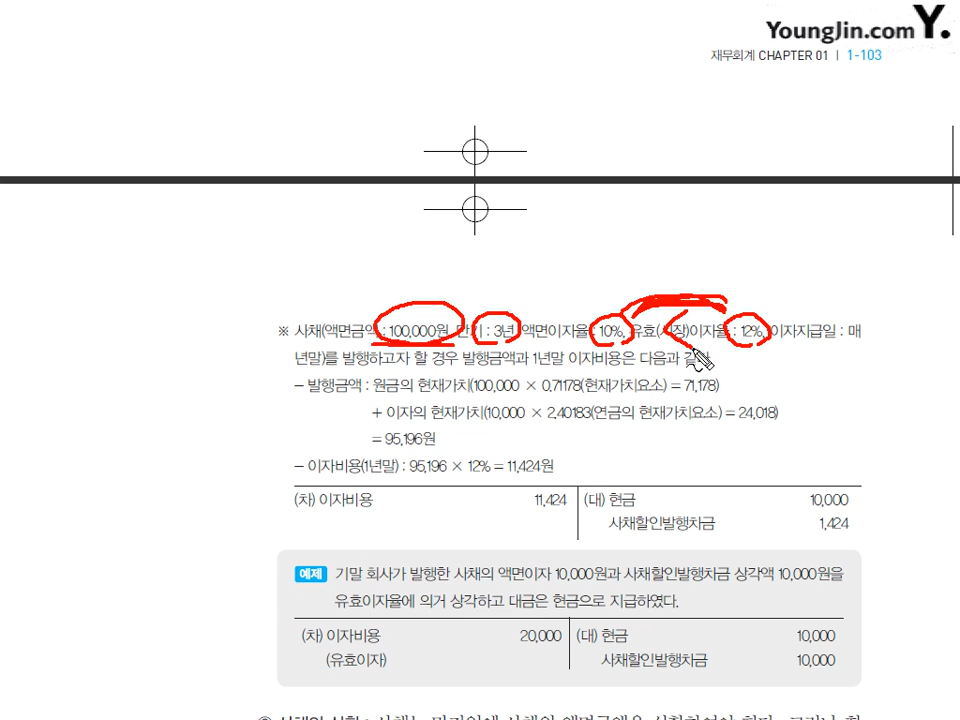 YoungJin.com Y.
재무회계 CHAPTER 01 | 1-103
※ 사채(액면금액 : 100,000원, 만기 : 3년, 액면이자율 : 10%, 유효(시장)이자율 : 12%, 이자지급일 : 매
년말)를 발행하고자 할 경우 발행금액과 1년말 이자비용은 다음과 같다.
– 발행금액 : 원금의 현재가치(100,000 × 0.71178(현재가치요소) = 71,178)
+ 이자의 현재가치(10,000 × 2.40183(연금의 현재가치요소) = 24,018)
= 95,196원
– 이자비용(1년말) : 95,196 × 12% = 11,424원
(차) 이자비용 11,424 (대) 현금 10,000
사채할인발행차금 1,424
예제 기말 회사가 발행한 사채의 액면이자 10,000원과 사채할인발행차금 상각액 10,000원을
유효이자율에 의거 상각하고 대금은 현금으로 지급하였다.
(차) 이자비용 20,000 (대) 현금 10,000
(유효이자) 사채할인발행차금 10,000